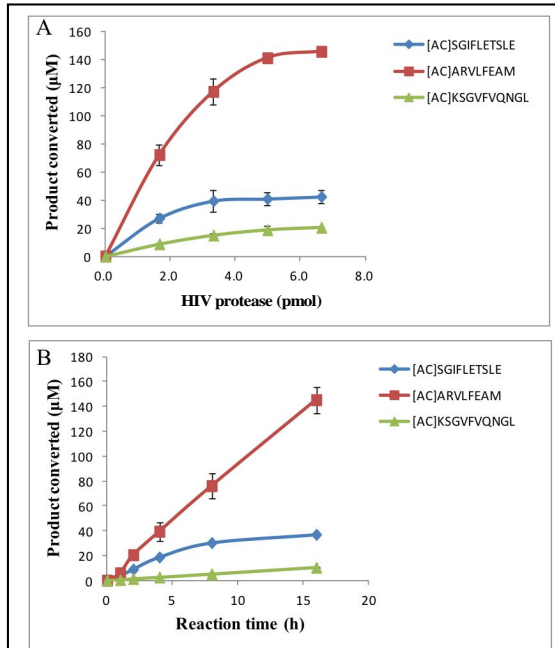 A
Product converted (μM)
160
140
120
100
80
60
40
20
0
0.0 2.0 4.0 6.0 8.0
HIV protease (pmol)
[AC]SGIFLETSLE
[AC]ARVLFEAM
[AC]KSGVFVQNGL
B
Product converted (μM)
180
160
140
120
100
80
60
40
20
0
0 5 10 15 20
Reaction time (h)
[AC]SGIFLETSLE
[AC]ARVLFEAM
[AC]KSGVFVQNGL